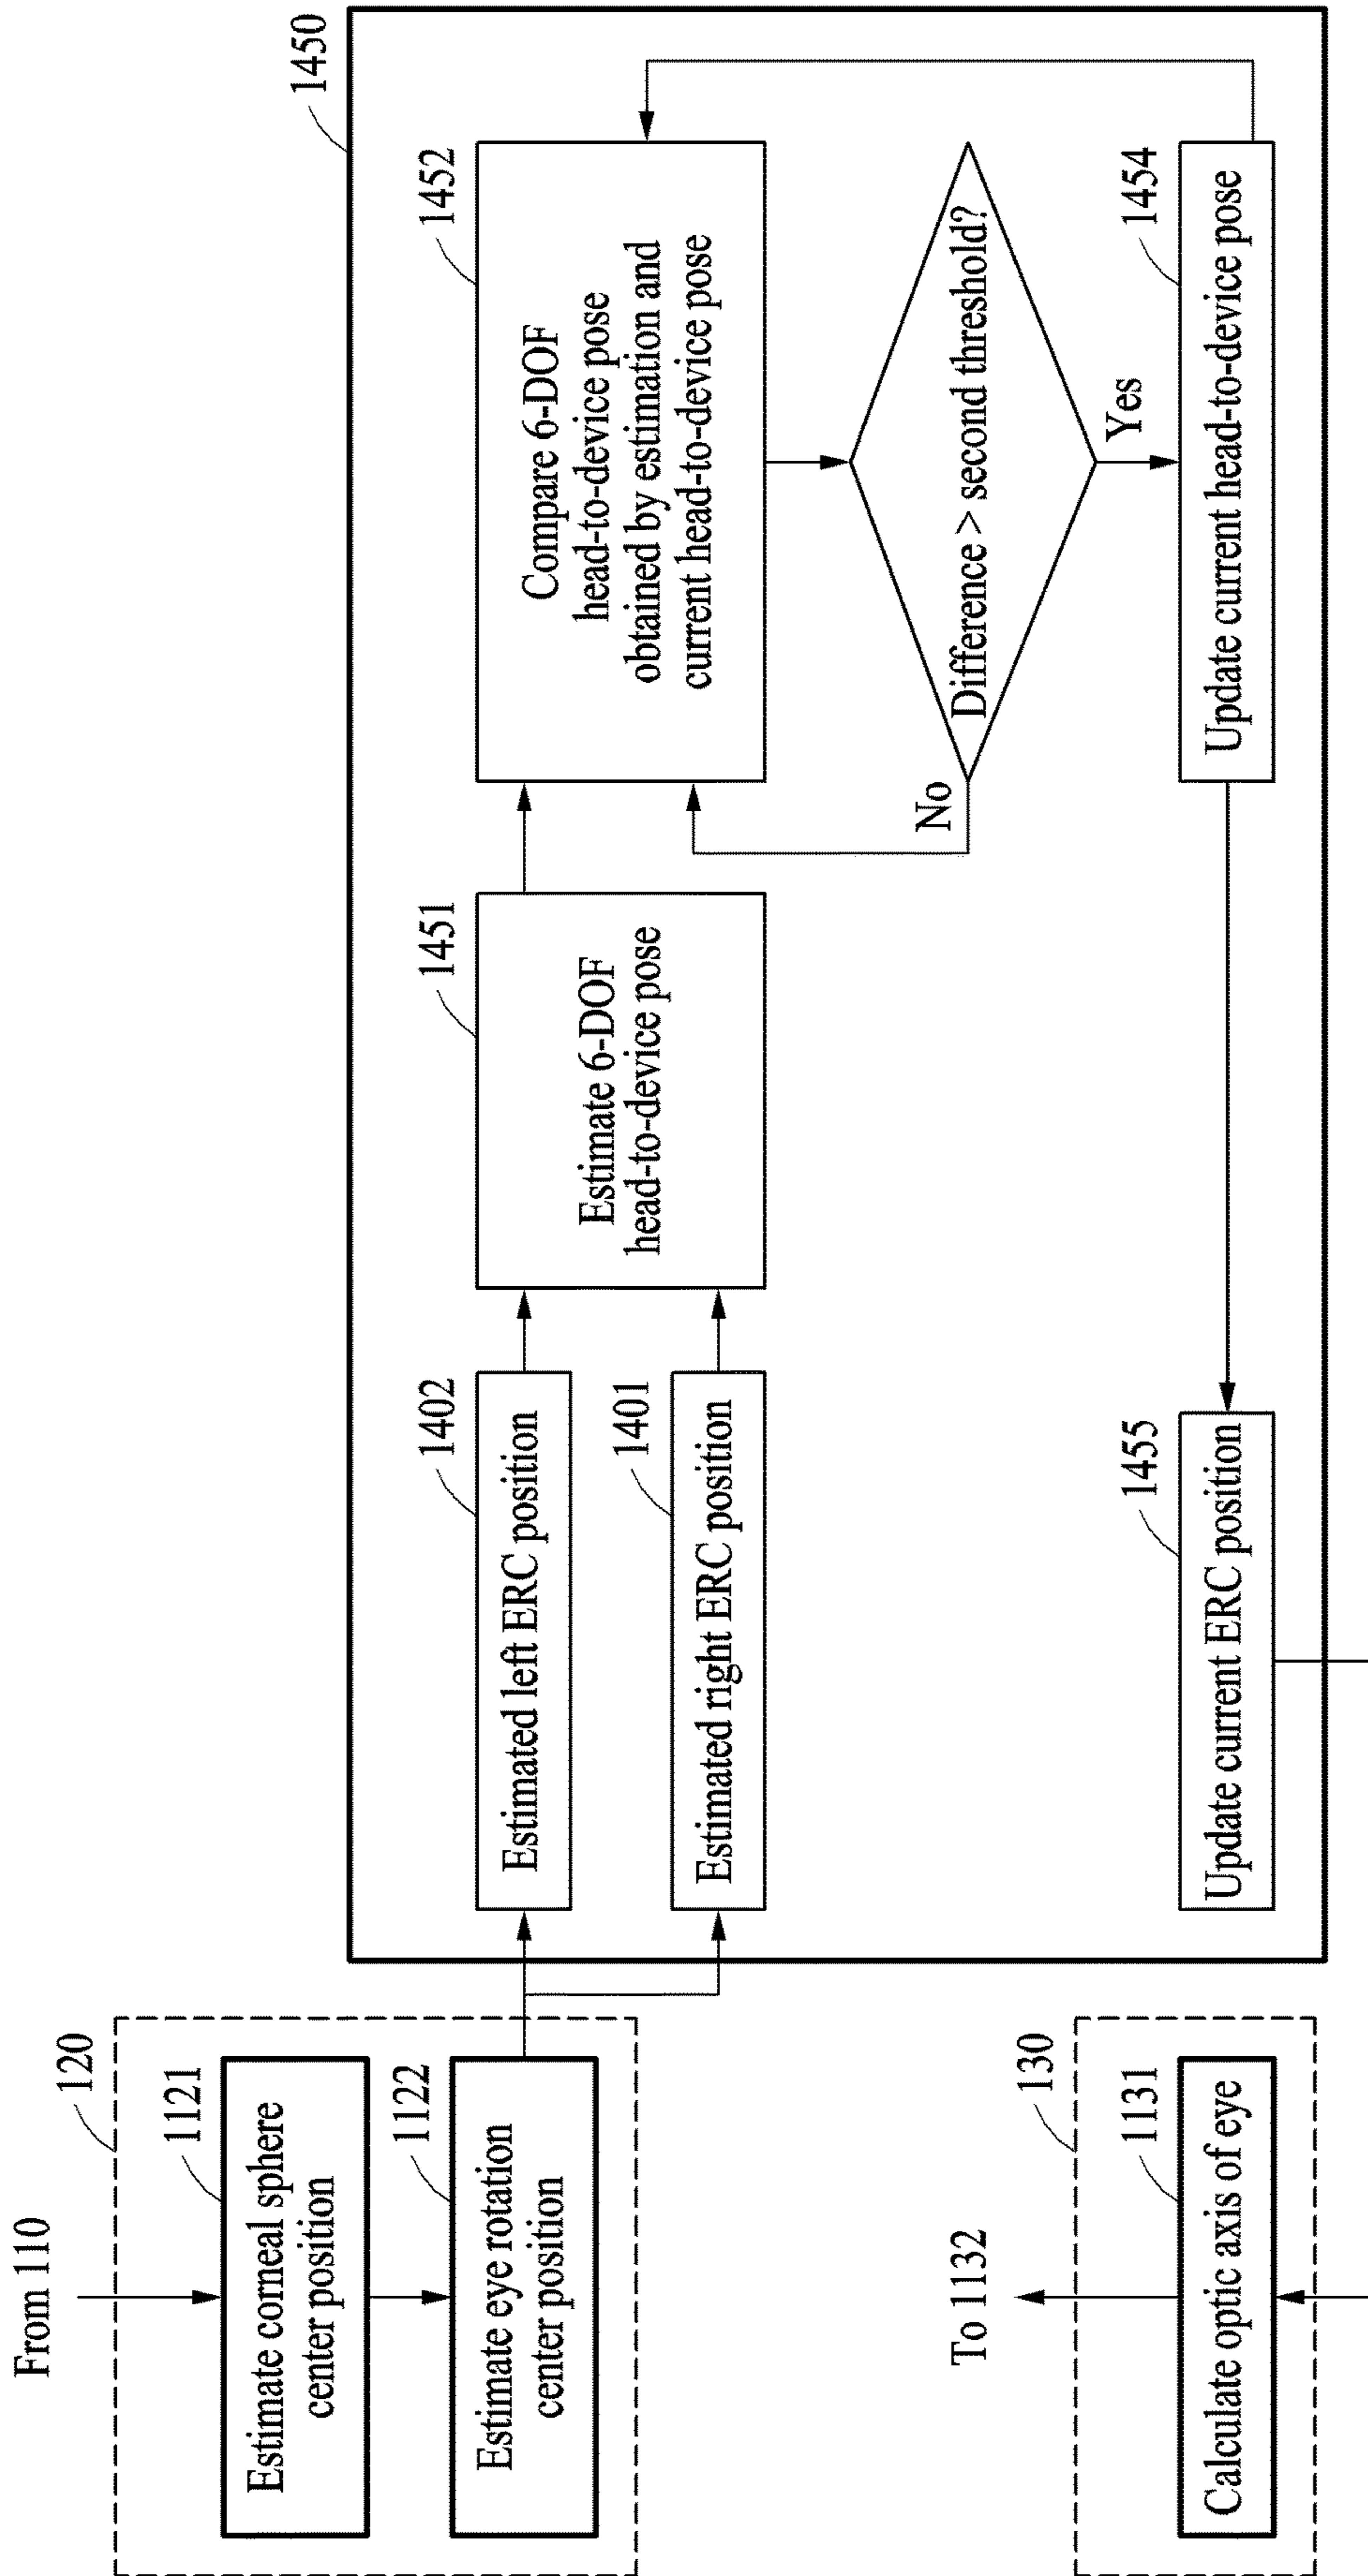 From 110
120
1121
Estimate corneal sphere
center position
1122
Estimate eye rotation
center position
To 1132
130
1131
Calculate optic axis of eye
1450
1402
Estimated left ERC position
1401
Estimated right ERC position
1451
Estimate 6-DOF
head-to-device pose
1452
Compare 6-DOF
head-to-device pose
obtained by estimation and
current head-to-device pose
Difference > second threshold?
No
Yes
1454
Update current head-to-device pose
1455
Update current ERC position